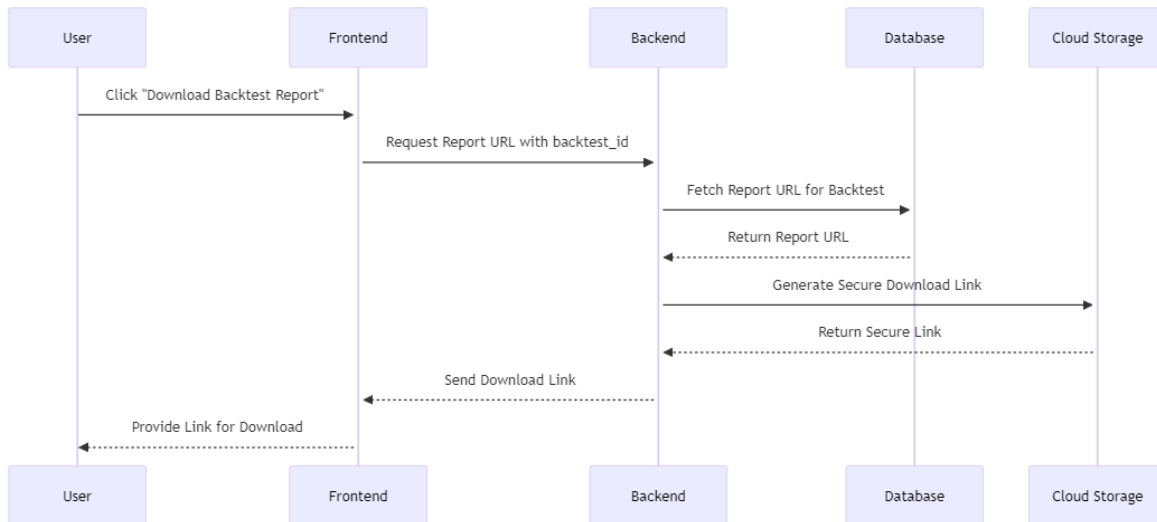 User
Frontend
Backend
Database
Cloud Storage
Click "Download Backtest Report"
Request Report URL with backtest_id
Fetch Report URL for Backtest
Return Report URL
Generate Secure Download Link
Return Secure Link
Send Download Link
Provide Link for Download
User
Frontend
Backend
Database
Cloud Storage